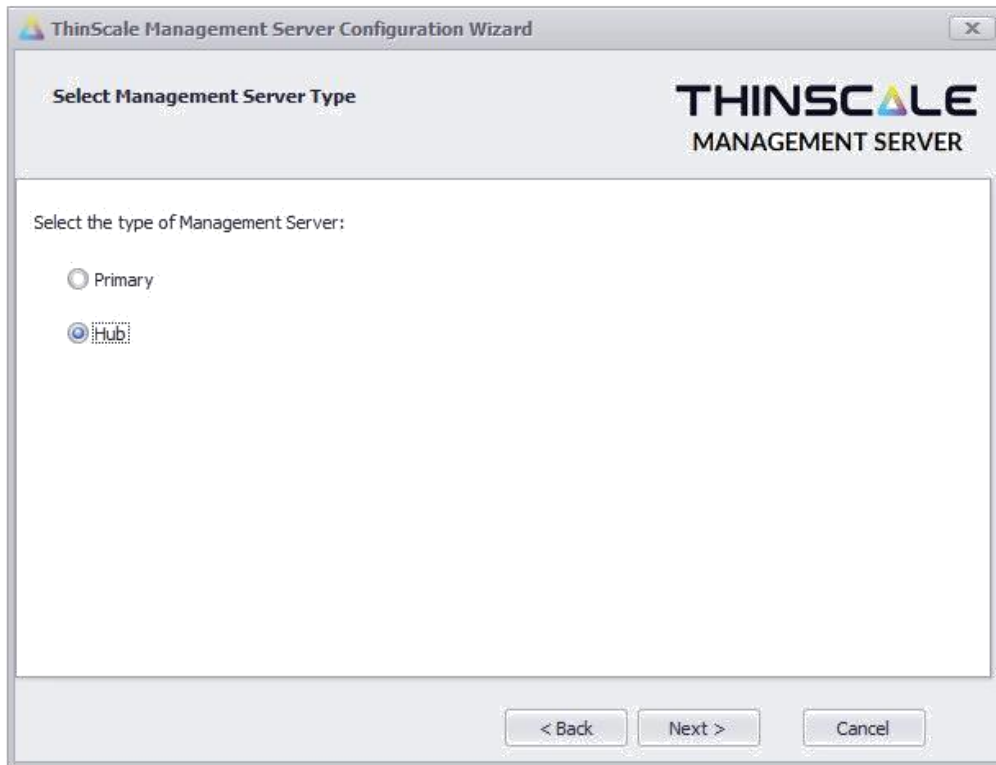 ThinScale Management Server Configuration Wizard
Select Management Server Type
THINSCALE
MANAGEMENT SERVER
Select the type of Management Server:
Primary
Hub
< Back Next > Cancel